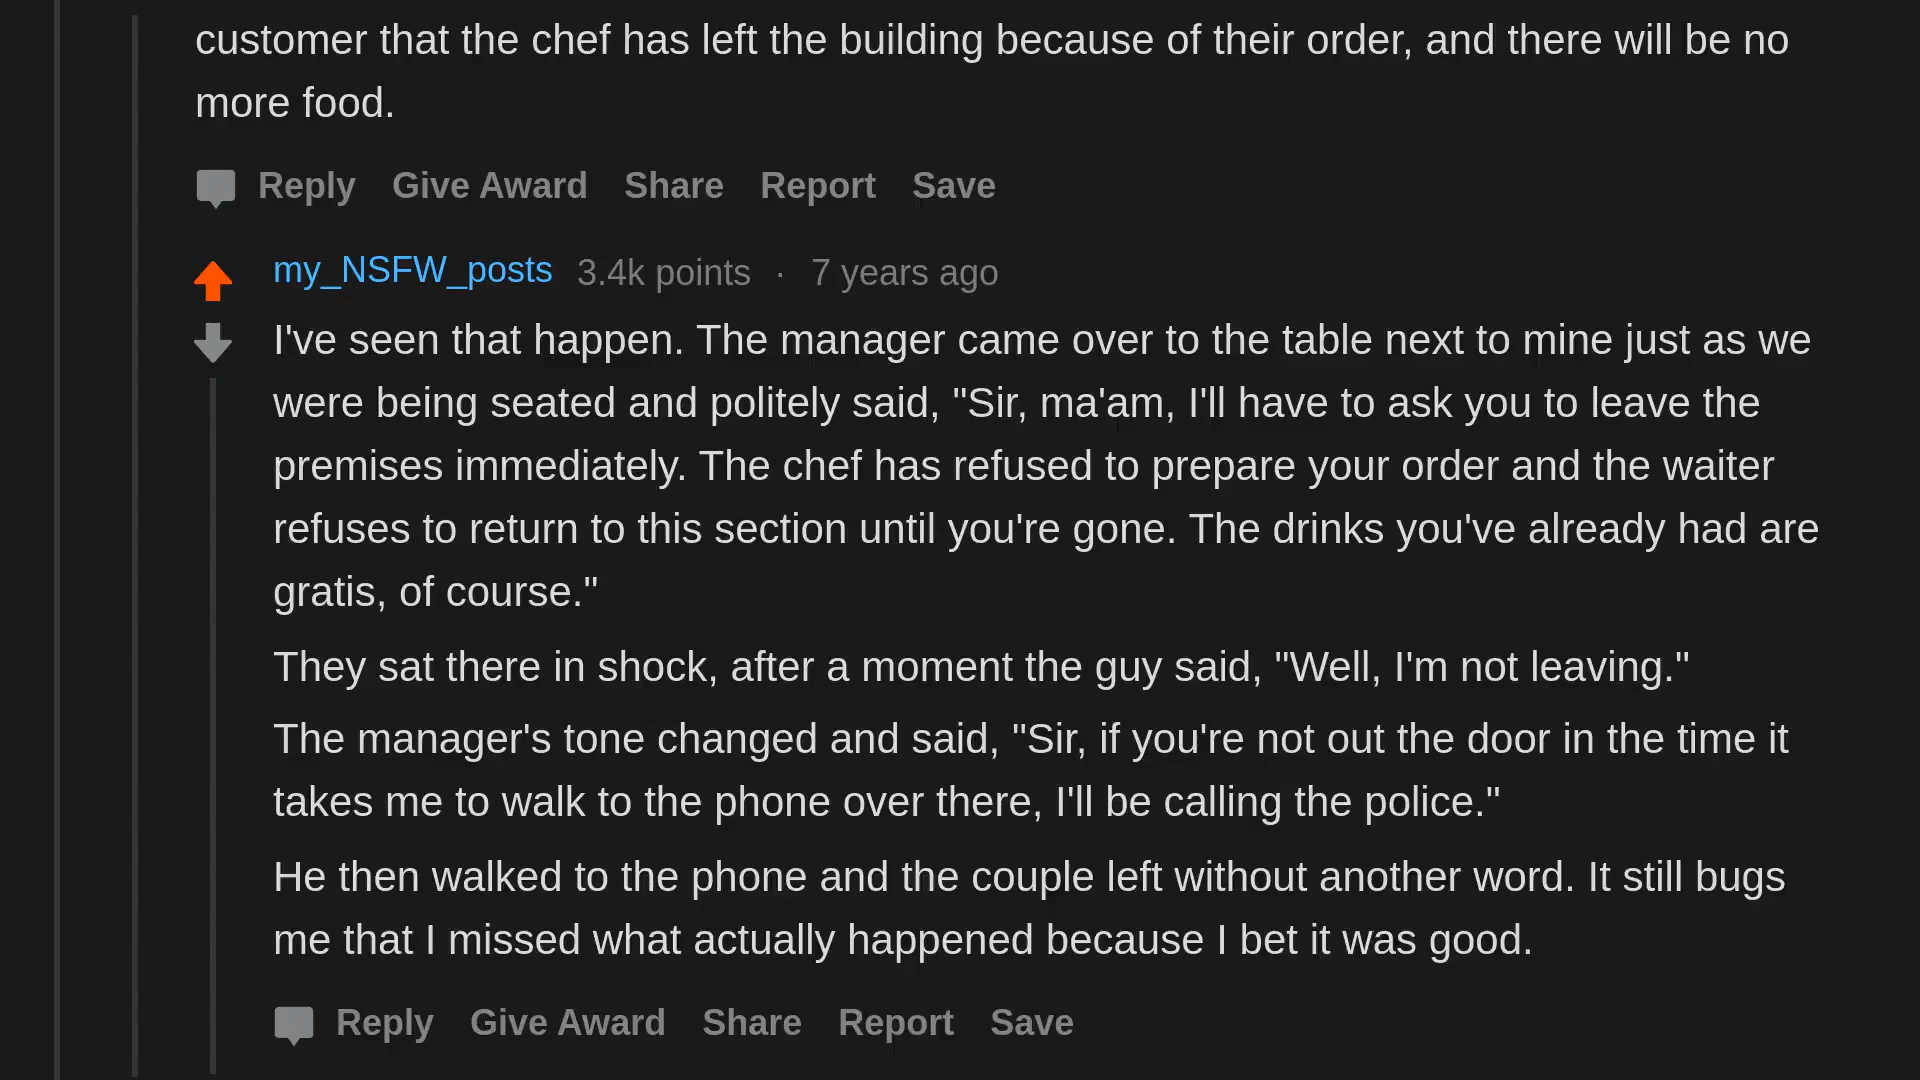 customer that the chef has left the building because of their order, and there will be no
more food.
Reply Give Award Share Report Save
my_NSFW_posts 3.4k points · 7 years ago
I've seen that happen. The manager came over to the table next to mine just as we
were being seated and politely said, "Sir, ma'am, I'll have to ask you to leave the
premises immediately. The chef has refused to prepare your order and the waiter
refuses to return to this section until you're gone. The drinks you've already had are
gratis, of course."
They sat there in shock, after a moment the guy said, "Well, I'm not leaving."
The manager's tone changed and said, "Sir, if you're not out the door in the time it
takes me to walk to the phone over there, I'll be calling the police."
He then walked to the phone and the couple left without another word. It still bugs
me that I missed what actually happened because I bet it was good.
Reply Give Award Share Report Save